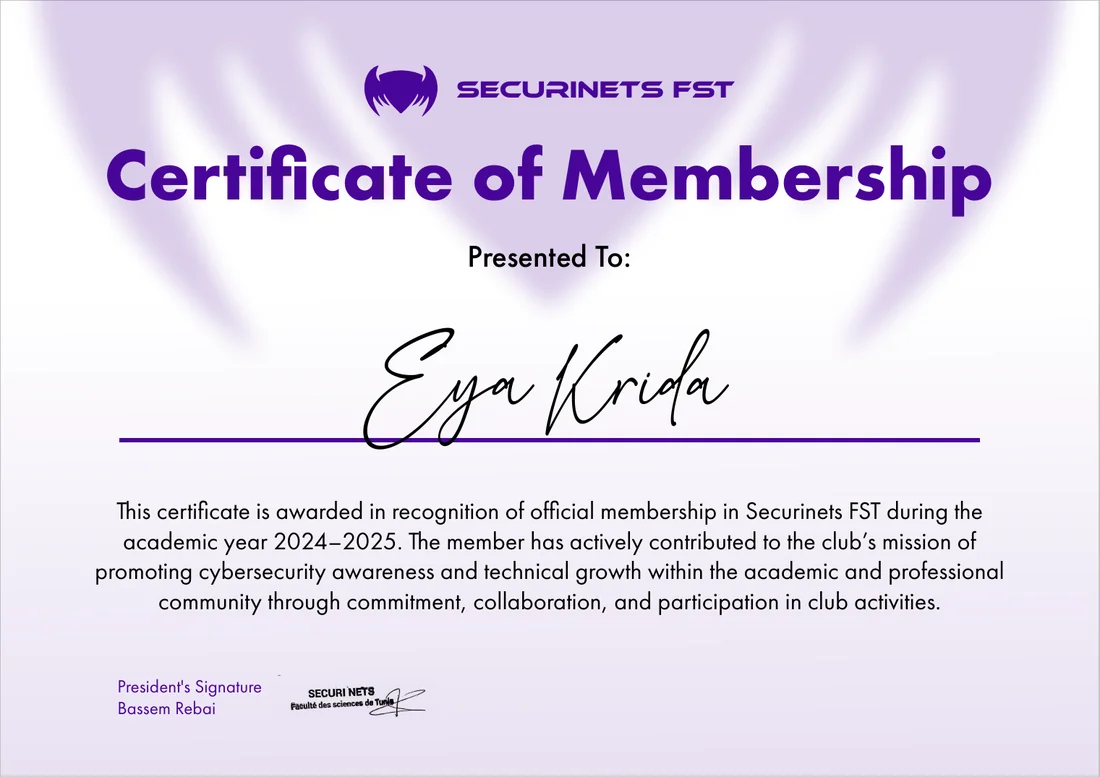 SECURINETS FST
Certificate of Membership
Presented To:
Eya Krida
This certificate is awarded in recognition of official membership in Securinets FST during the
academic year 2024–2025. The member has actively contributed to the club’s mission of
promoting cybersecurity awareness and technical growth within the academic and professional
community through commitment, collaboration, and participation in club activities.
President's Signature
Bassem Rebai
SECURI NETS
Faculté des sciences de Tunis